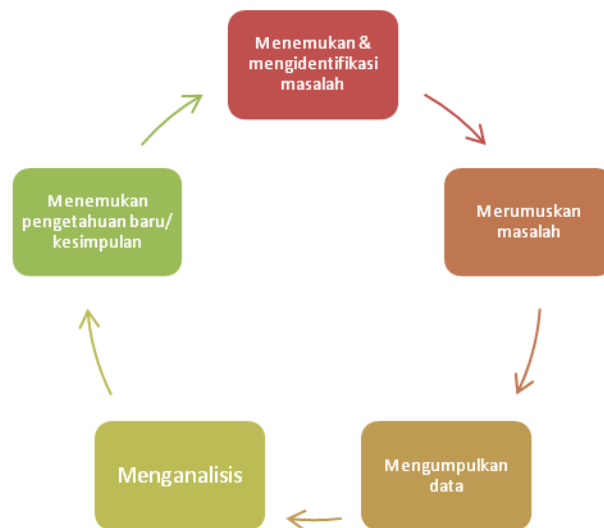 Menemukan &
mengidentifikasi
masalah
Merumuskan
masalah
Mengumpulkan
data
Menganalisis
Menemukan
pengetahuan baru/
kesimpulan